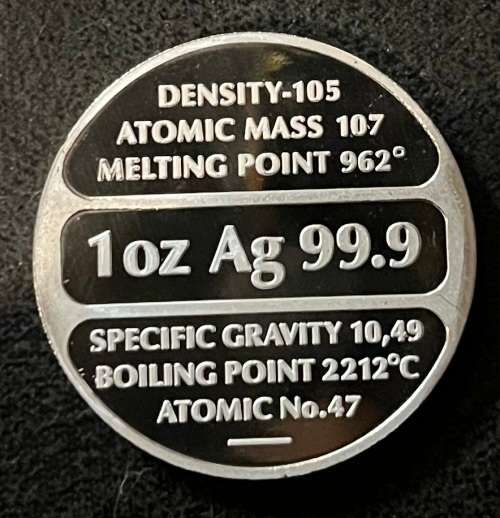 DENSITY-105
ATOMIC MASS 107
MELTING POINT 962°
1oz Ag 99.9
SPECIFIC GRAVITY 10,49
BOILING POINT 2212°C
ATOMIC No.47